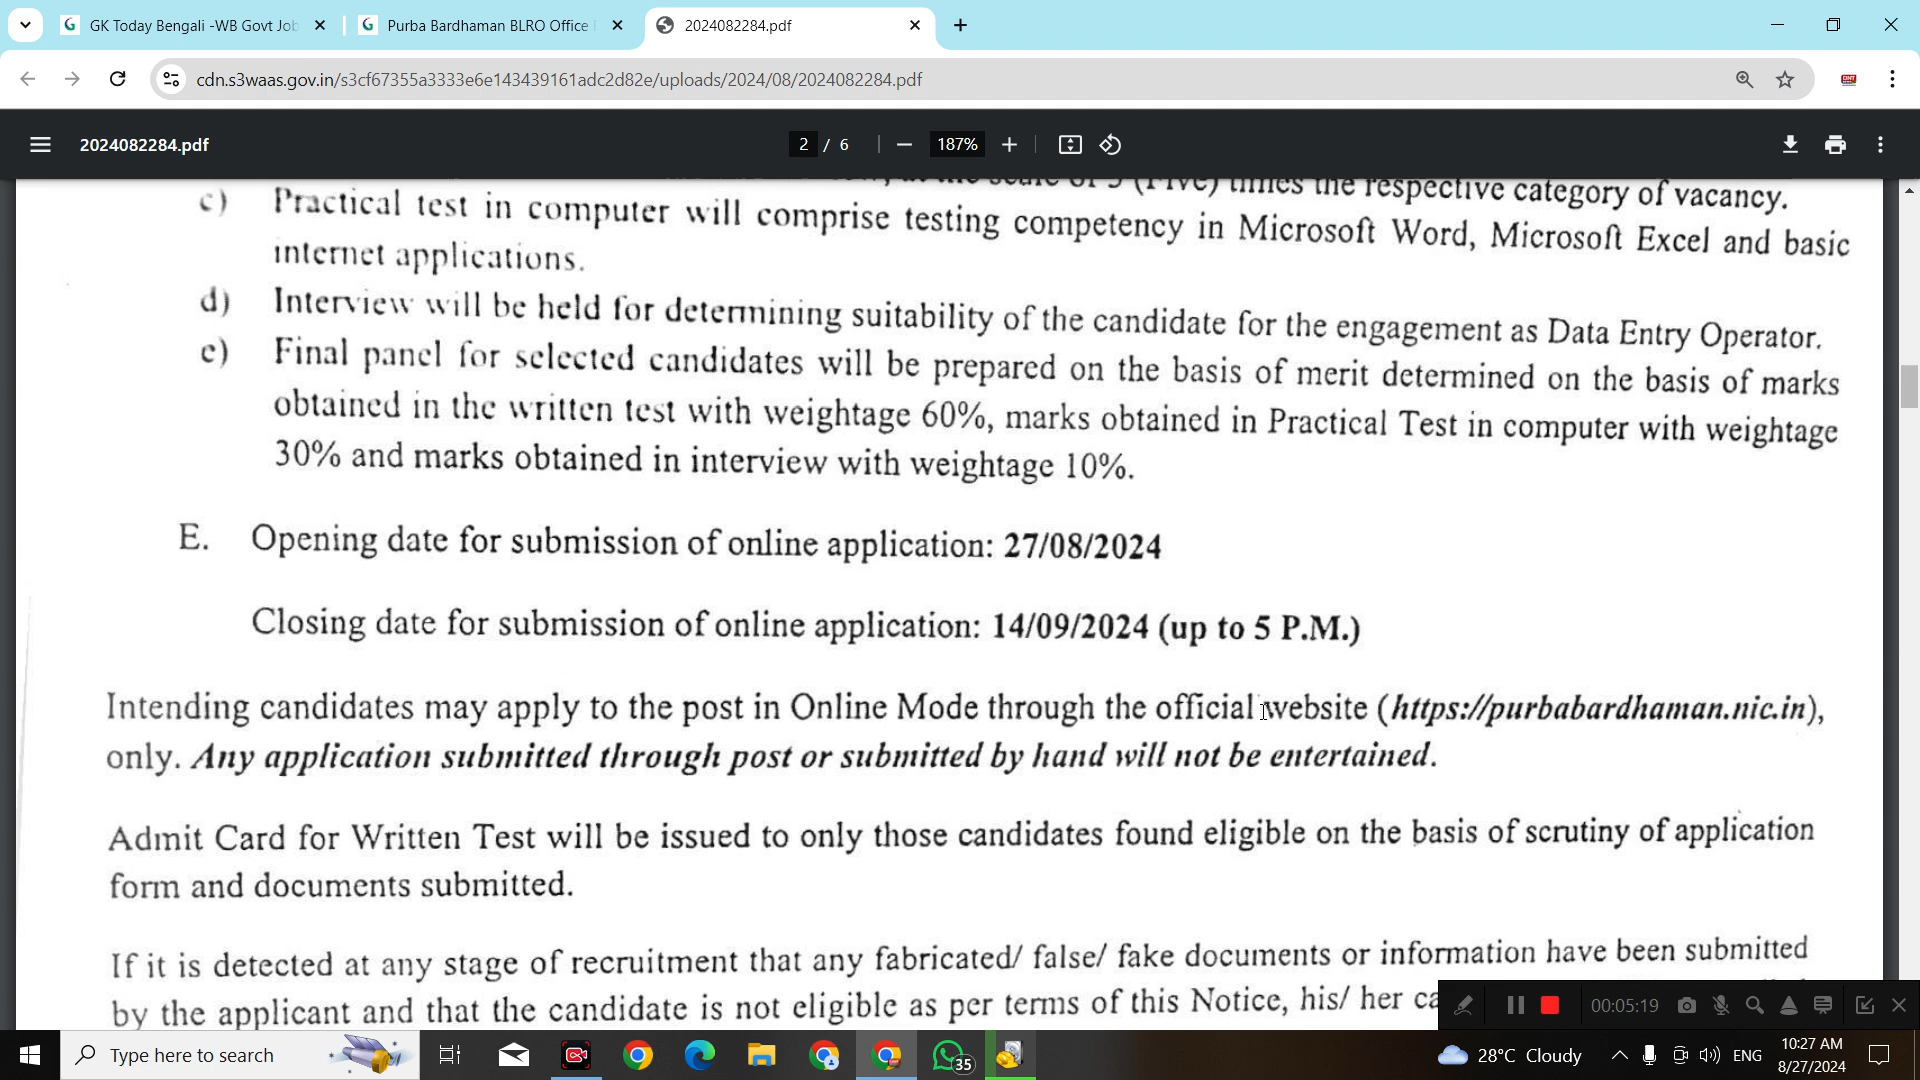 GK Today Bengali -WB Govt Job
Purba Bardhaman BLRO Office
2024082284.pdf
cdn.s3waas.gov.in/s3cf67355a3333e6e143439161adc2d82e/uploads/2024/08/2024082284.pdf
2024082284.pdf
2 / 6
187%
5 (Five) times the respective category of vacancy.
c) Practical test in computer will comprise testing competency in Microsoft Word, Microsoft Excel and basic
internet applications.
d) Interview will be held for determining suitability of the candidate for the engagement as Data Entry Operator.
e) Final panel for selected candidates will be prepared on the basis of merit determined on the basis of marks
obtained in the written test with weightage 60%, marks obtained in Practical Test in computer with weightage
30% and marks obtained in interview with weightage 10%.
E. Opening date for submission of online application: 27/08/2024
Closing date for submission of online application: 14/09/2024 (up to 5 P.M.)
Intending candidates may apply to the post in Online Mode through the official website (https://purbabardhaman.nic.in),
only. Any application submitted through post or submitted by hand will not be entertained.
Admit Card for Written Test will be issued to only those candidates found eligible on the basis of scrutiny of application
form and documents submitted.
If it is detected at any stage of recruitment that any fabricated/ false/ fake documents or information have been submitted
by the applicant and that the candidate is not eligible as per terms of this Notice, his/ her
00:05:19
Type here to search
35
28°C Cloudy
ENG
10:27 AM
8/27/2024